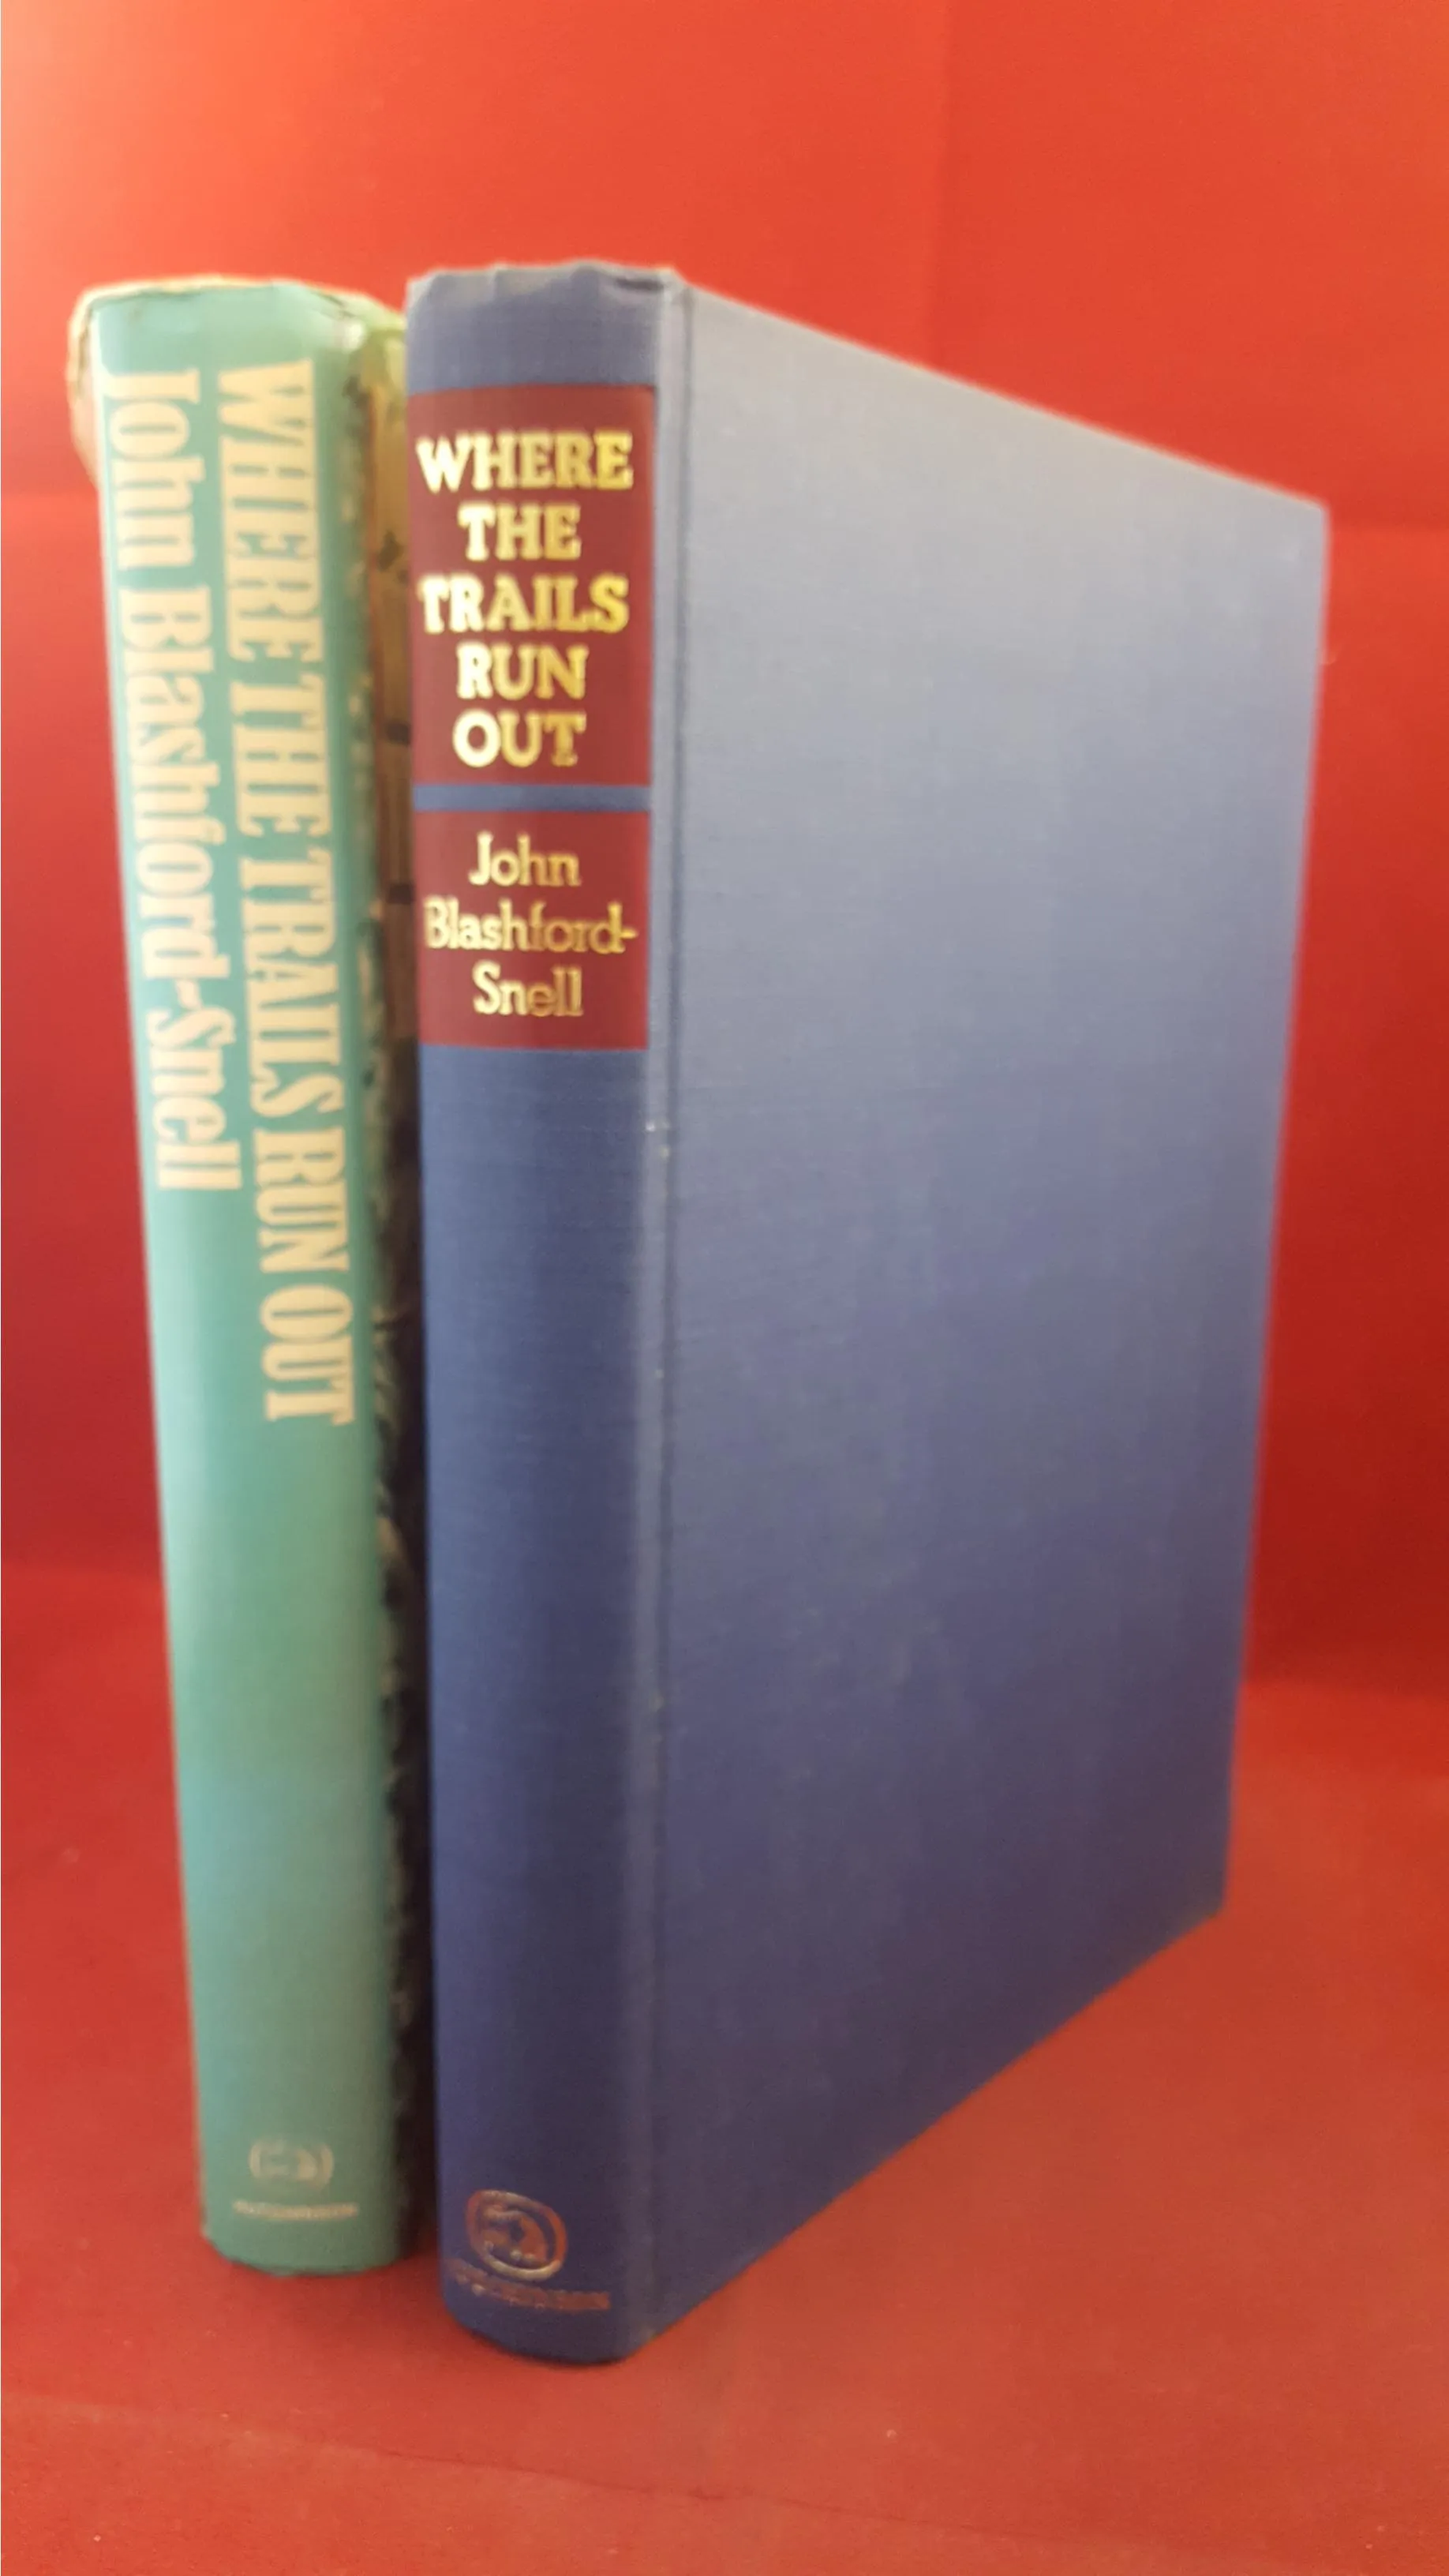 WHERE THE TRAILS RUN OUT
John Blashford-Snell
WHERE
THE
TRAILS
RUN
OUT
John
Blashford-
Snell